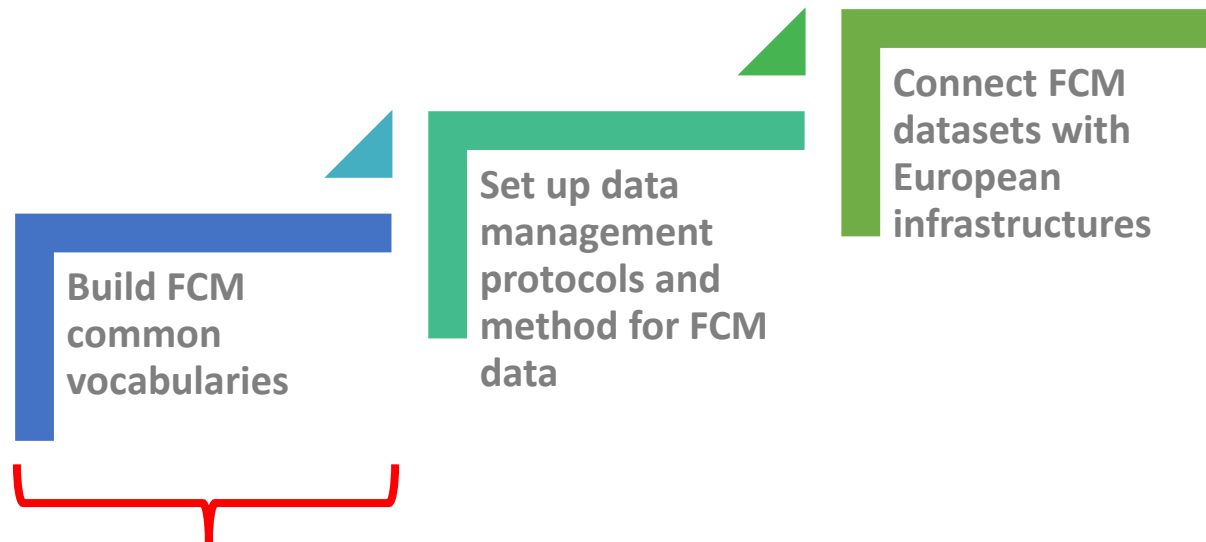 Build FCM
common
vocabularies
Set up data
management
protocols and
method for FCM
data
Connect FCM
datasets with
European
infrastructures